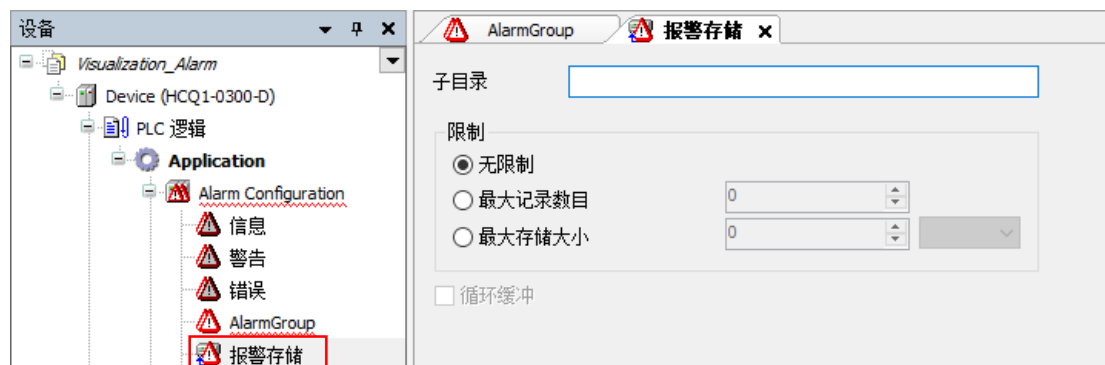 设备
Visualization_Alarm
Device (HCQ1-0300-D)
PLC 逻辑
Application
Alarm Configuration
信息
警告
错误
AlarmGroup
报警存储
AlarmGroup
报警存储
子目录
限制
无限制
最大记录数目 0
最大存储大小 0
循环缓冲